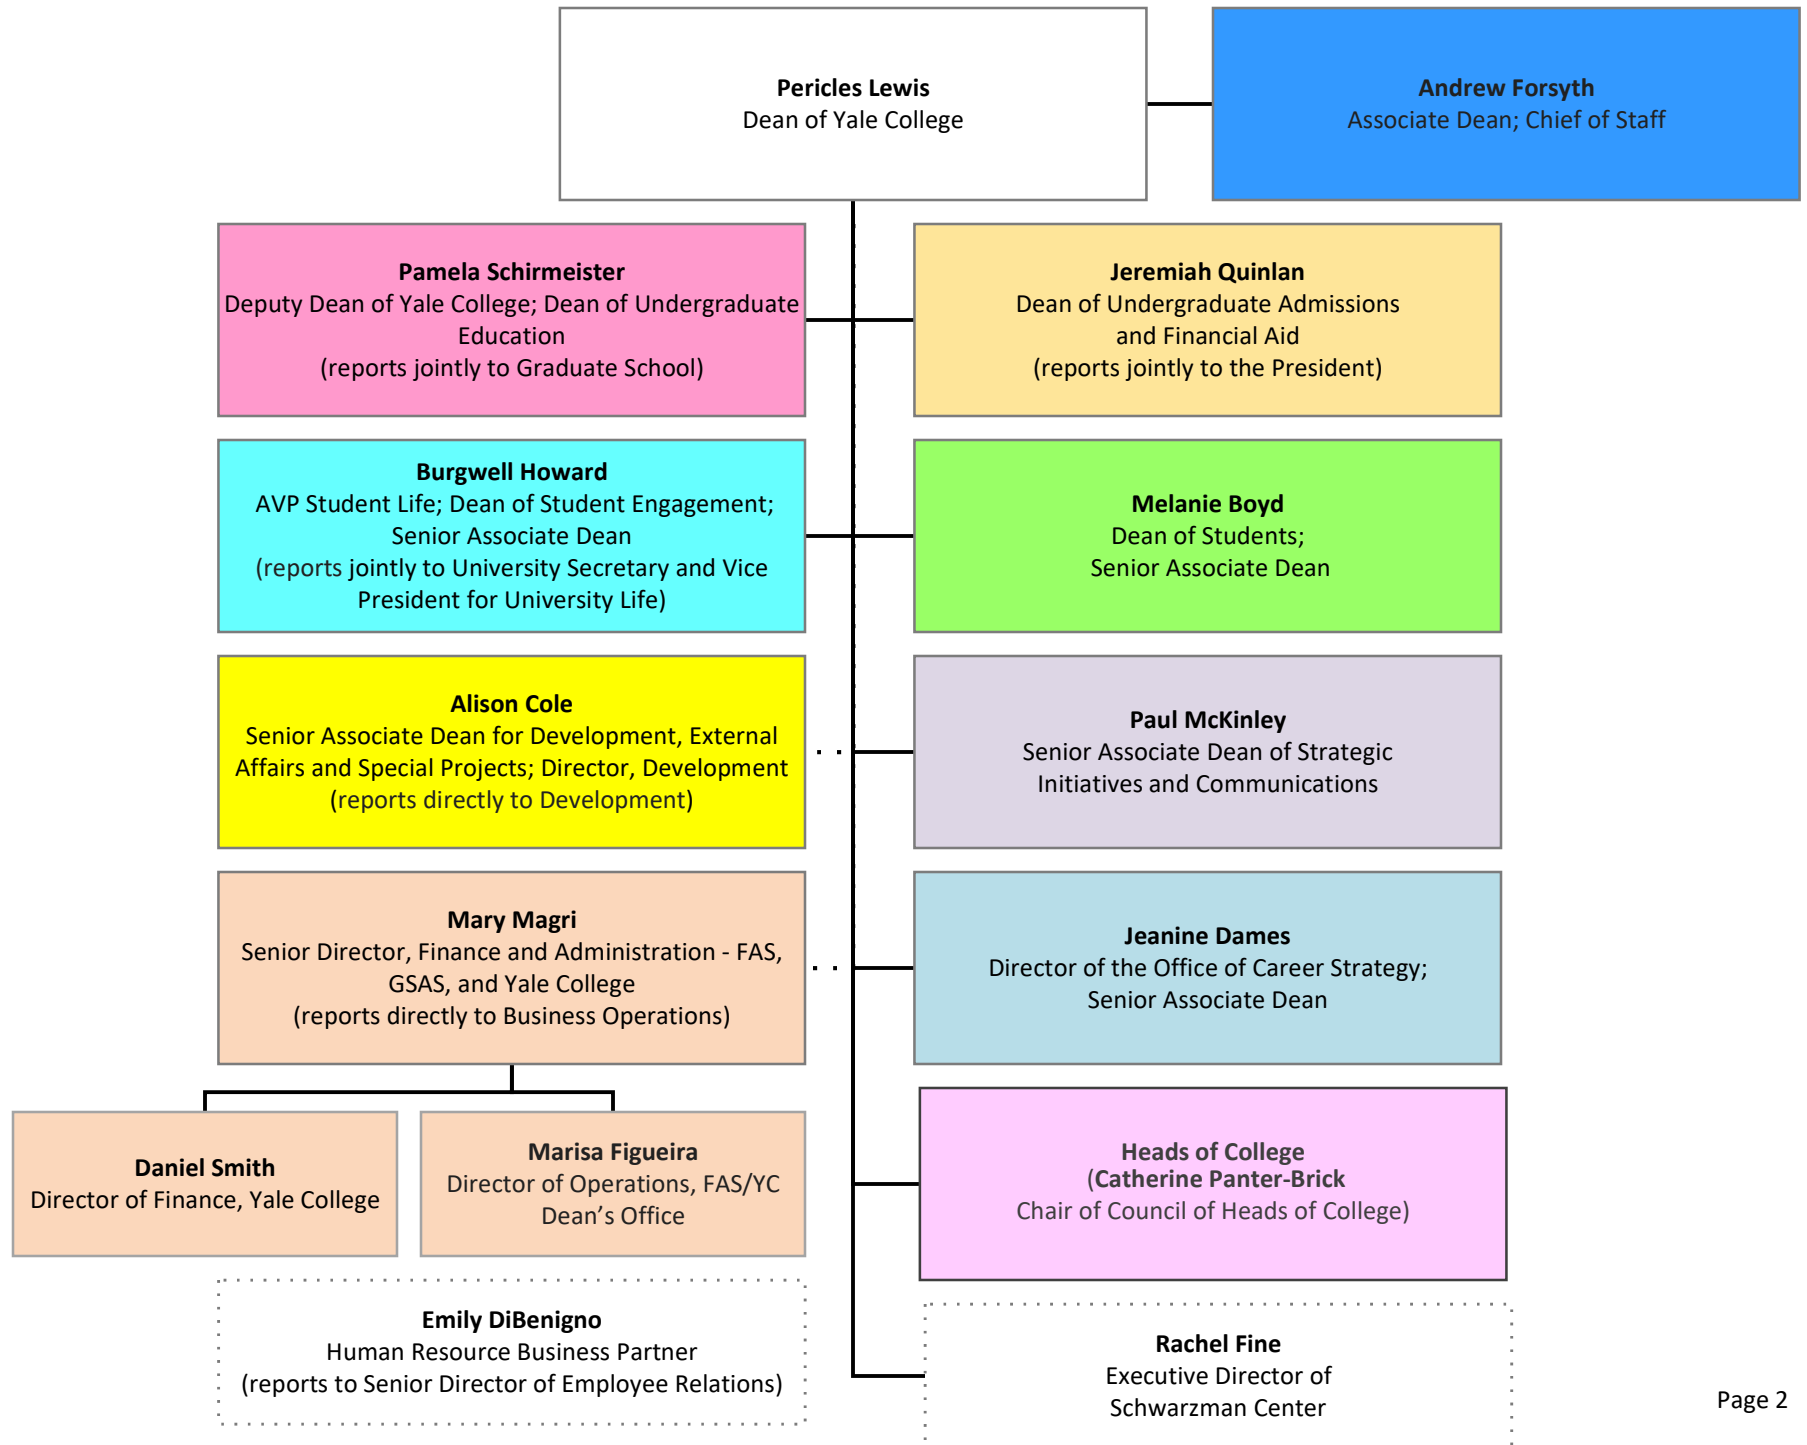 Pericles Lewis
Dean of Yale College
Andrew Forsyth
Associate Dean; Chief of Staff
Pamela Schirmeister
Deputy Dean of Yale College; Dean of Undergraduate
Education
(reports jointly to Graduate School)
Jeremiah Quinlan
Dean of Undergraduate Admissions
and Financial Aid
(reports jointly to the President)
Burgwell Howard
AVP Student Life; Dean of Student Engagement;
Senior Associate Dean
(reports jointly to University Secretary and Vice
President for University Life)
Melanie Boyd
Dean of Students;
Senior Associate Dean
Alison Cole
Senior Associate Dean for Development, External
Affairs and Special Projects; Director, Development
(reports directly to Development)
Paul McKinley
Senior Associate Dean of Strategic
Initiatives and Communications
Mary Magri
Senior Director, Finance and Administration - FAS,
GSAS, and Yale College
(reports directly to Business Operations)
Jeanine Dames
Director of the Office of Career Strategy;
Senior Associate Dean
Daniel Smith
Director of Finance, Yale College
Marisa Figueira
Director of Operations, FAS/YC
Dean’s Office
Heads of College
(Catherine Panter-Brick
Chair of Council of Heads of College)
Emily DiBenigno
Human Resource Business Partner
(reports to Senior Director of Employee Relations)
Rachel Fine
Executive Director of
Schwarzman Center
Page 2